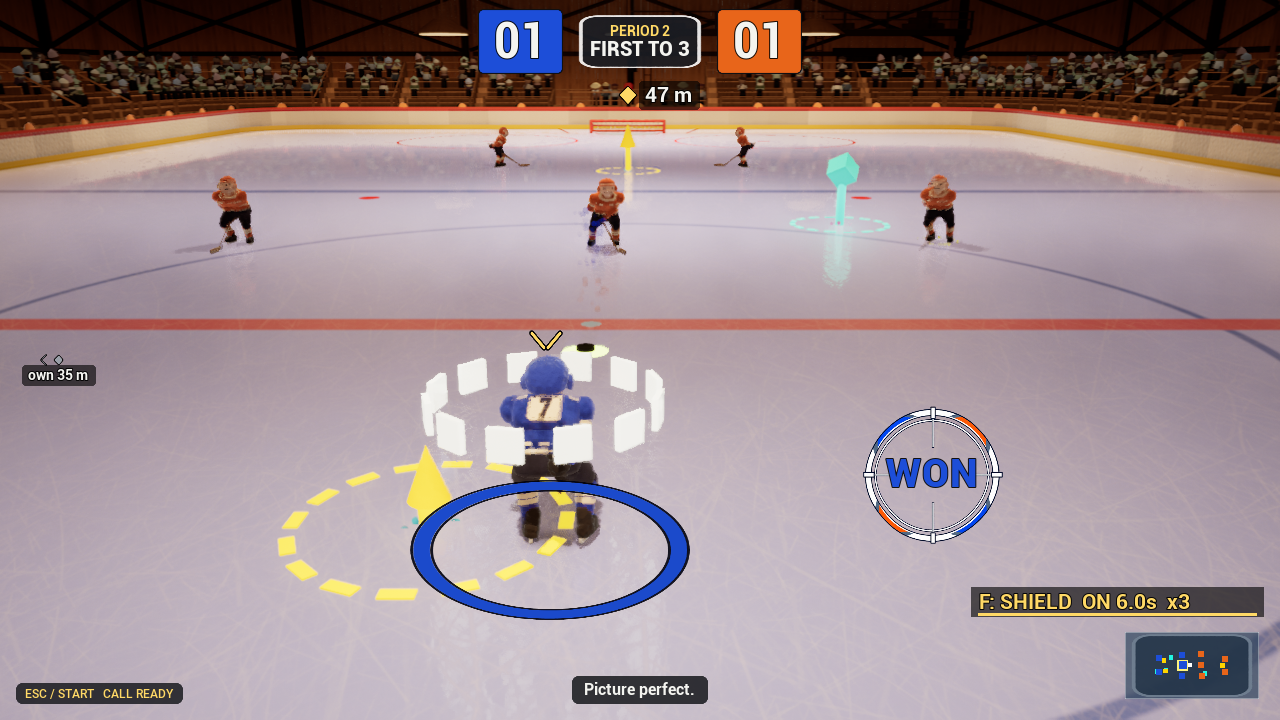 01
PERIOD 2
FIRST TO 3
01
47 m
own 35 m
7
WON
F: SHIELD ON 6.0s x3
ESC / START CALL READY
Picture perfect.